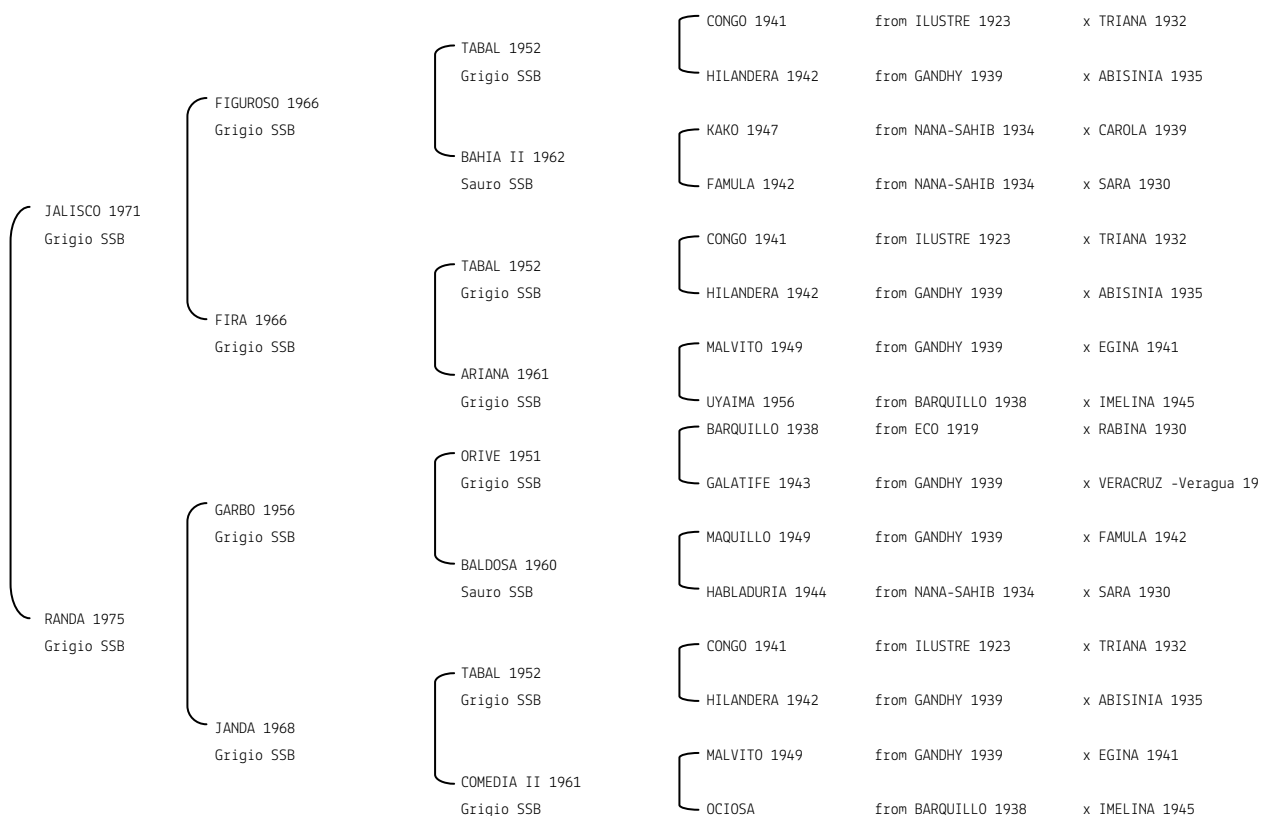 CONGO 1941 from ILUSTRE 1923 x TRIANA 1932
TABAL 1952
Grigio SSB HILANDERA 1942 from GANDHY 1939 x ABISINIA 1935
FIGUROSO 1966
Grigio SSB KAKO 1947 from NANA-SAHIB 1934 x CAROLA 1939
BAHIA II 1962
Sauro SSB FAMULA 1942 from NANA-SAHIB 1934 x SARA 1930
JALISCO 1971
Grigio SSB CONGO 1941 from ILUSTRE 1923 x TRIANA 1932
TABAL 1952
Grigio SSB HILANDERA 1942 from GANDHY 1939 x ABISINIA 1935
FIRA 1966
Grigio SSB MALVITO 1949 from GANDHY 1939 x EGINA 1941
ARIANA 1961
Grigio SSB UYAIMA 1956 from BARQUILLO 1938 x IMELINA 1945
BARQUILLO 1938 from ECO 1919 x RABINA 1930
ORIVE 1951
Grigio SSB GALATIFE 1943 from GANDHY 1939 x VERACRUZ -Veragua 19
GARBO 1956
Grigio SSB MAQUILLO 1949 from GANDHY 1939 x FAMULA 1942
BALDOSA 1960
Sauro SSB HABLADURIA 1944 from NANA-SAHIB 1934 x SARA 1930
RANDA 1975
Grigio SSB CONGO 1941 from ILUSTRE 1923 x TRIANA 1932
TABAL 1952
Grigio SSB HILANDERA 1942 from GANDHY 1939 x ABISINIA 1935
JANDA 1968
Grigio SSB MALVITO 1949 from GANDHY 1939 x EGINA 1941
COMEDIA II 1961
Grigio SSB OCIOSA from BARQUILLO 1938 x IMELINA 1945